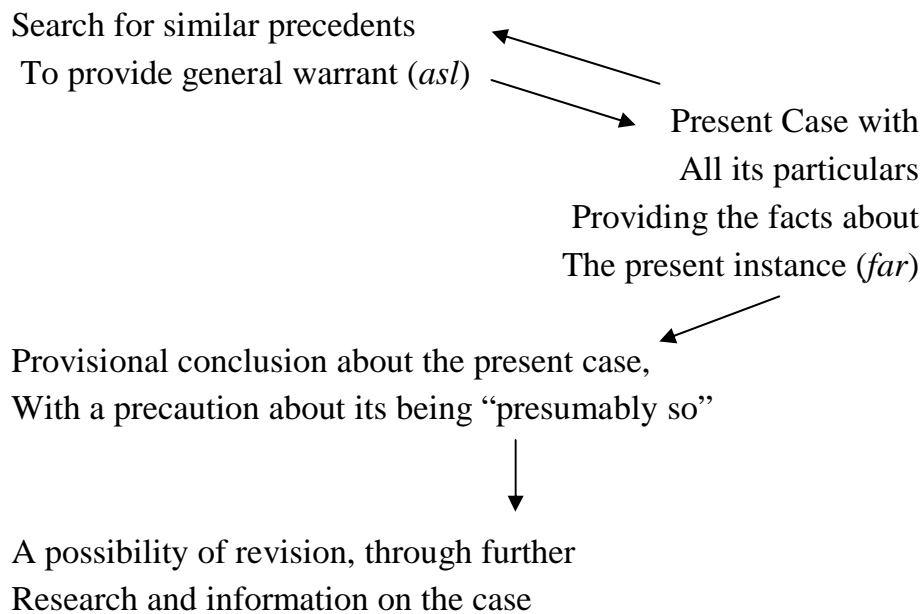 Search for similar precedents
To provide general warrant (asl)
Present Case with
All its particulars
Providing the facts about
The present instance (far)
Provisional conclusion about the present case,
With a precaution about its being “presumably so”
A possibility of revision, through further
Research and information on the case